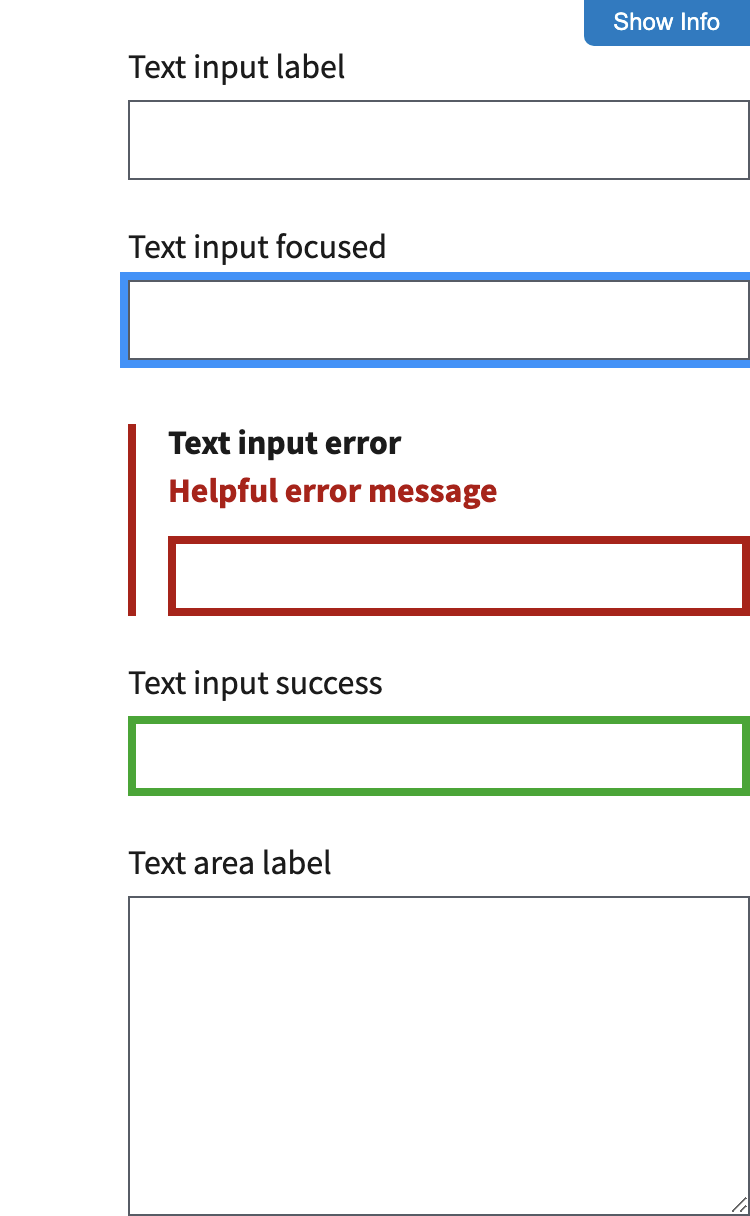 Show Info
Text input label
Text input focused
Text input error
Helpful error message
Text input success
Text area label